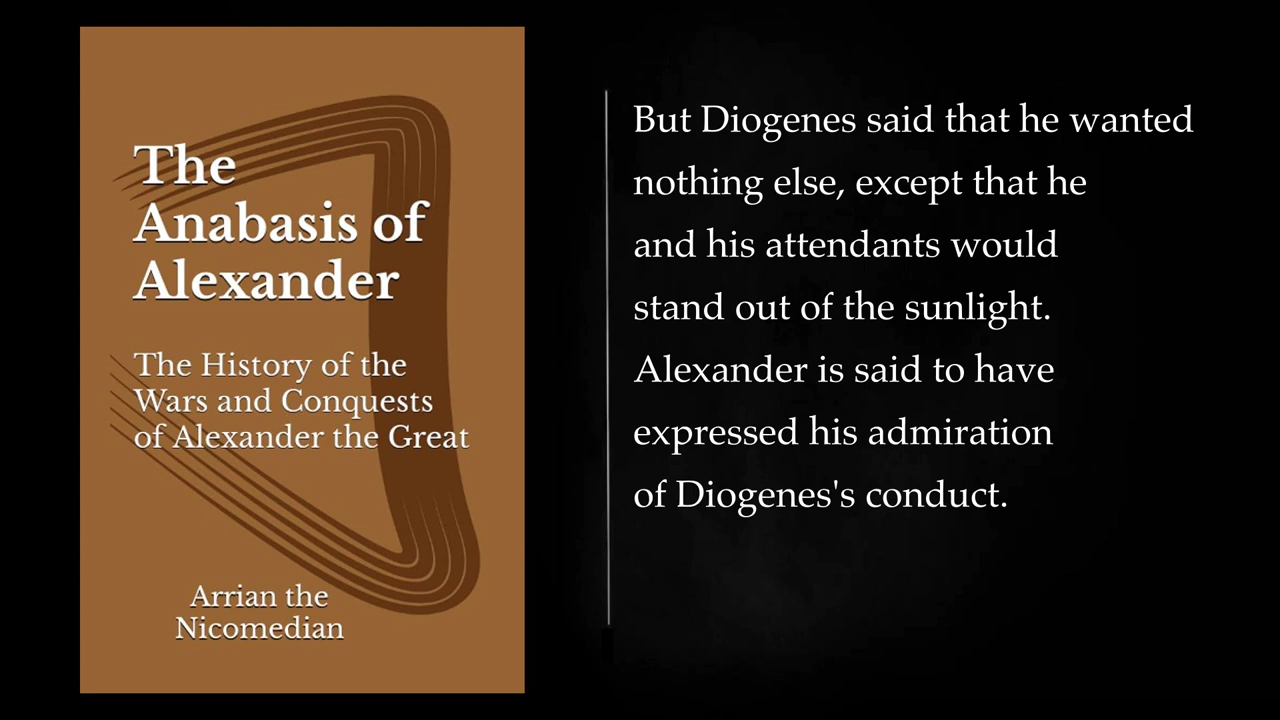 The
Anabasis of
Alexander
The History of the
Wars and Conquests
of Alexander the Great
Arrian the
Nicomedian
But Diogenes said that he wanted
nothing else, except that he
and his attendants would
stand out of the sunlight.
Alexander is said to have
expressed his admiration
of Diogenes's conduct.